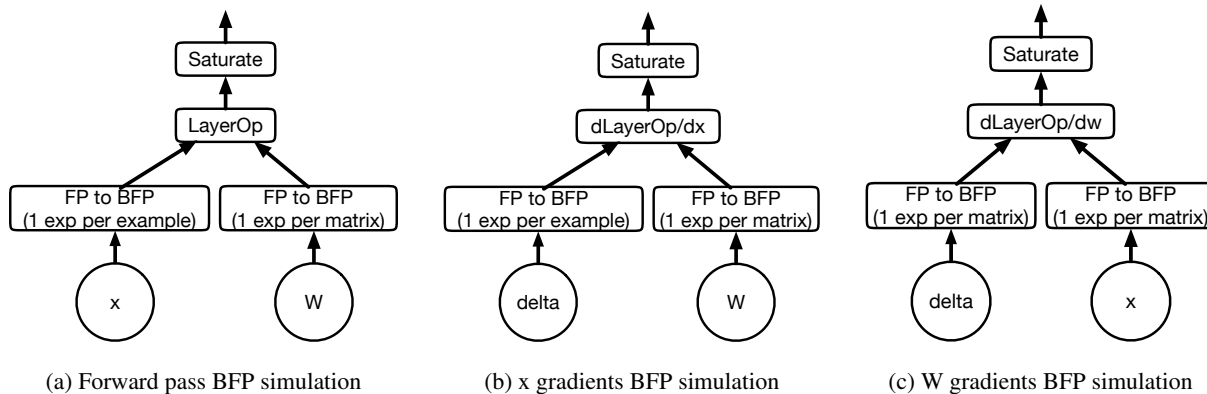 Saturate
LayerOp
FP to BFP
(1 exp per example)
FP to BFP
(1 exp per matrix)
x
W
(a) Forward pass BFP simulation
Saturate
dLayerOp/dx
FP to BFP
(1 exp per example)
FP to BFP
(1 exp per matrix)
delta
W
(b) x gradients BFP simulation
Saturate
dLayerOp/dw
FP to BFP
(1 exp per matrix)
FP to BFP
(1 exp per matrix)
delta
x
(c) W gradients BFP simulation